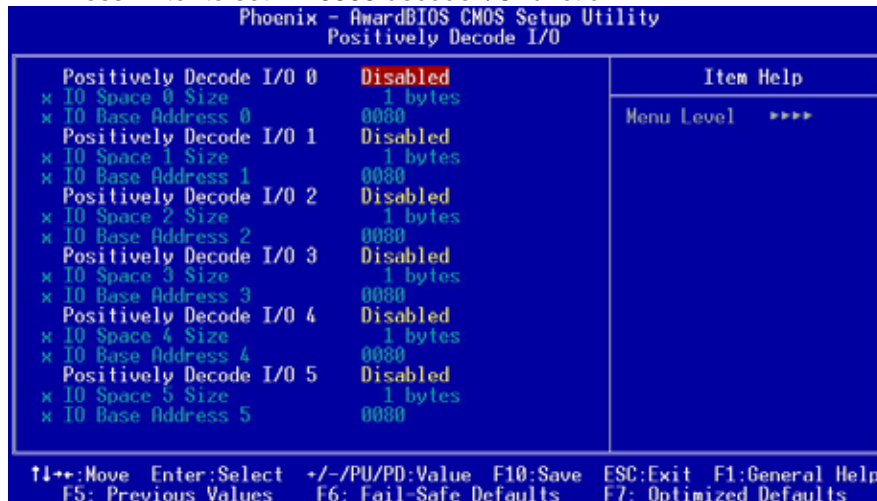 Phoenix - AwardBIOS CMOS Setup Utility
Positively Decode I/O
Positively Decode I/O 0 Disabled
x IO Space 0 Size 1 bytes
x IO Base Address 0 0080
Positively Decode I/O 1 Disabled
x IO Space 1 Size 1 bytes
x IO Base Address 1 0080
Positively Decode I/O 2 Disabled
x IO Space 2 Size 1 bytes
x IO Base Address 2 0080
Positively Decode I/O 3 Disabled
x IO Space 3 Size 1 bytes
x IO Base Address 3 0080
Positively Decode I/O 4 Disabled
x IO Space 4 Size 1 bytes
x IO Base Address 4 0080
Positively Decode I/O 5 Disabled
x IO Space 5 Size 1 bytes
x IO Base Address 5 0080
Item Help
Menu Level ►►►►
↑↓→←:Move Enter:Select +/-/PU/PD:Value F10:Save ESC:Exit F1:General Help
F5: Previous Values F6: Fail-Safe Defaults F7: Optimized Defaults